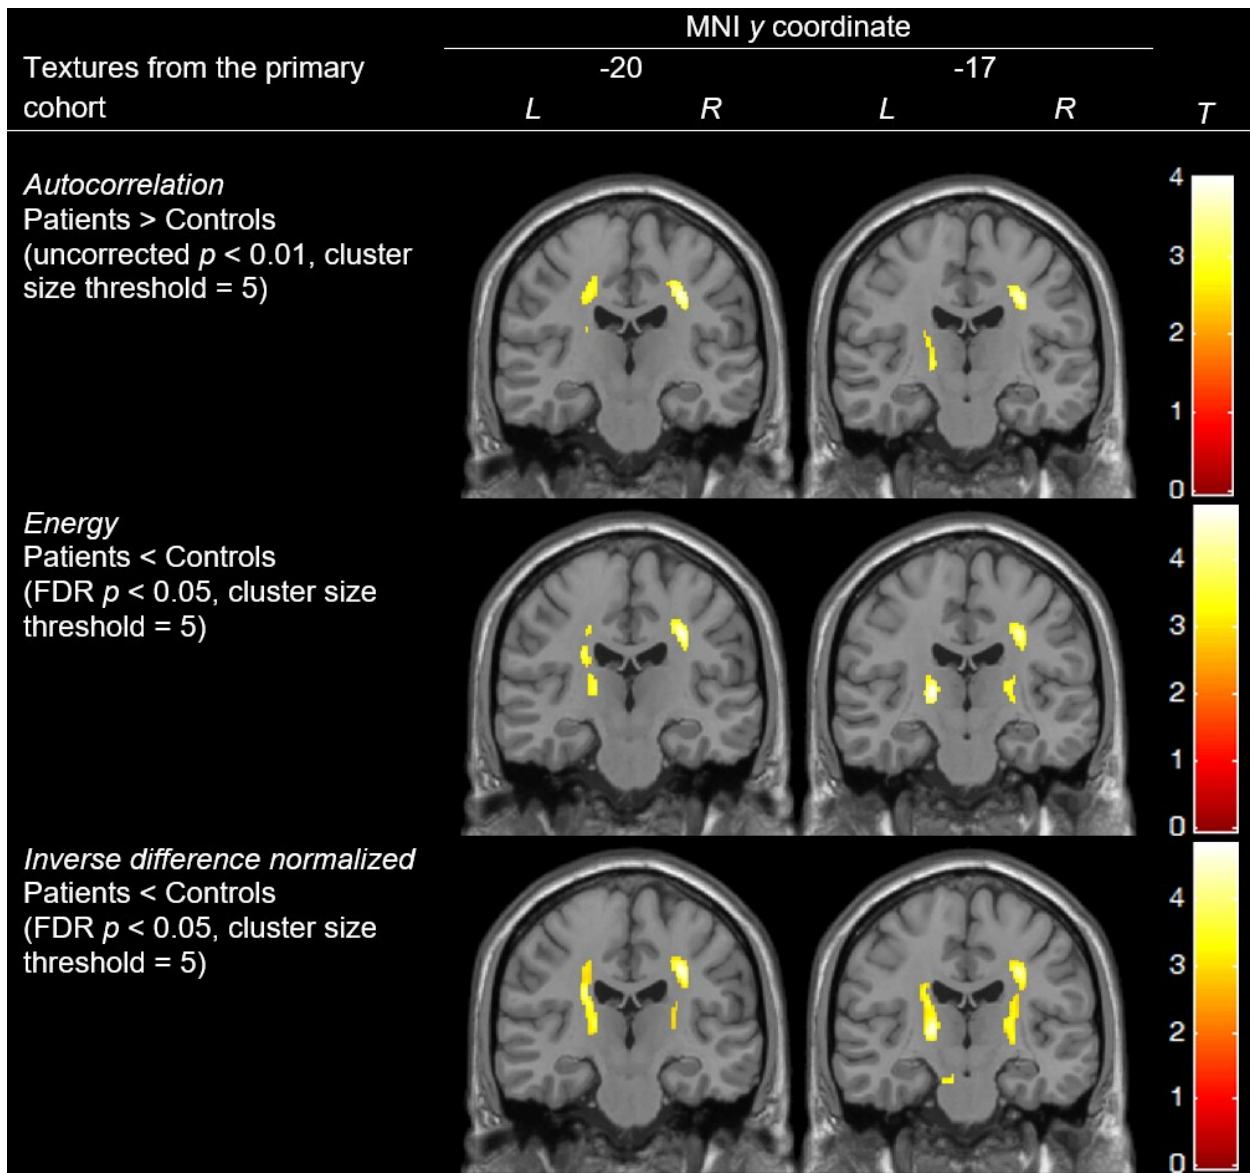 MNI y coordinate
Textures from the primary
cohort
-20
-17
L
R
L
R
T
Autocorrelation
Patients > Controls
(uncorrected p < 0.01, cluster
size threshold = 5)
4
3
2
1
0
Energy
Patients < Controls
(FDR p < 0.05, cluster size
threshold = 5)
4
3
2
1
0
Inverse difference normalized
Patients < Controls
(FDR p < 0.05, cluster size
threshold = 5)
4
3
2
1
0